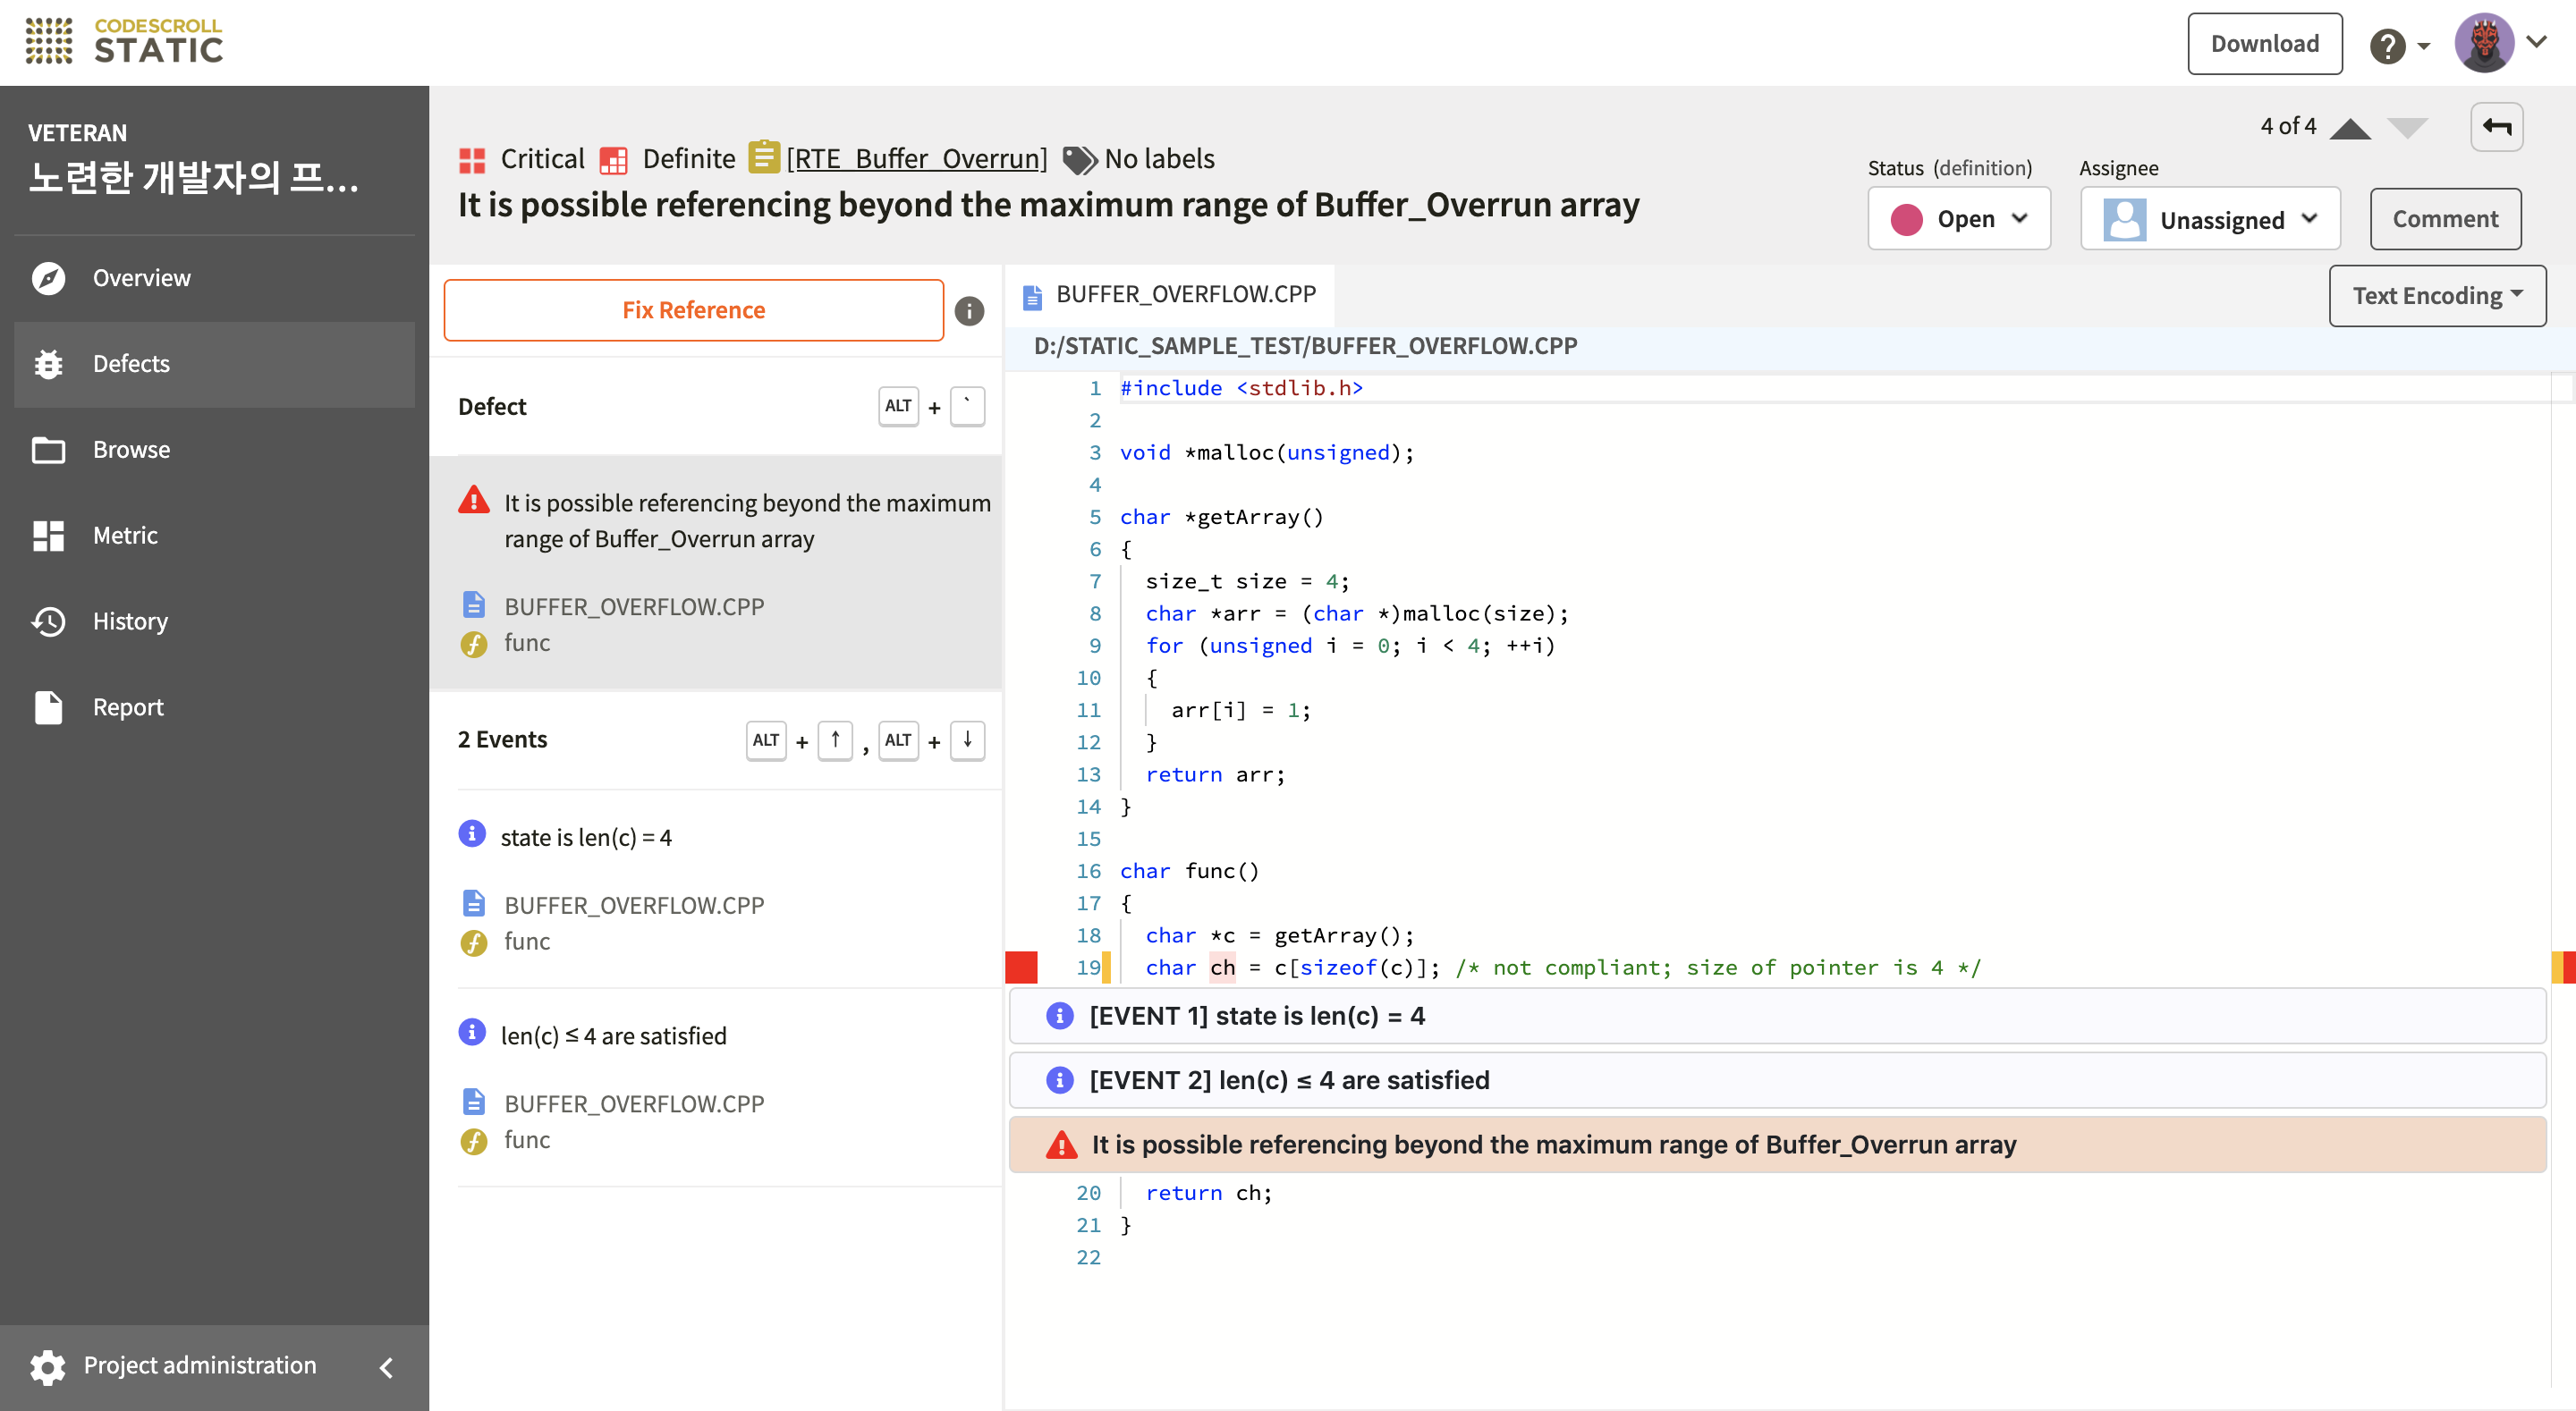 CODESCROLL
STATIC
Download
VETERAN
노련한 개발자의 프...
Overview
Defects
Browse
Metric
History
Report
Project administration
Critical Definite [RTE_Buffer_Overrun] No labels
It is possible referencing beyond the maximum range of Buffer_Overrun array
4 of 4
Status (definition)
Open
Assignee
Unassigned
Comment
Fix Reference
Defect
ALT + `
It is possible referencing beyond the maximum
range of Buffer_Overrun array
BUFFER_OVERFLOW.CPP
func
2 Events
ALT + ↑ , ALT + ↓
state is len(c) = 4
BUFFER_OVERFLOW.CPP
func
len(c) ≤ 4 are satisfied
BUFFER_OVERFLOW.CPP
func
BUFFER_OVERFLOW.CPP
Text Encoding
D:/STATIC_SAMPLE_TEST/BUFFER_OVERFLOW.CPP
1 #include <stdlib.h>
2
3 void *malloc(unsigned);
4
5 char *getArray()
6 {
7 size_t size = 4;
8 char *arr = (char *)malloc(size);
9 for (unsigned i = 0; i < 4; ++i)
10 {
11 arr[i] = 1;
12 }
13 return arr;
14 }
15
16 char func()
17 {
18 char *c = getArray();
19 char ch = c[sizeof(c)]; /* not compliant; size of pointer is 4 */
[EVENT 1] state is len(c) = 4
[EVENT 2] len(c) ≤ 4 are satisfied
It is possible referencing beyond the maximum range of Buffer_Overrun array
20 return ch;
21 }
22